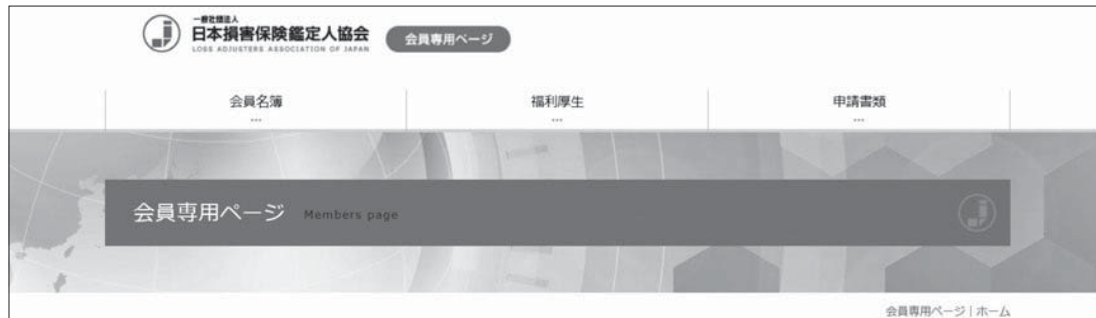 一般社団法人
日本損害保険鑑定人協会
LOSS ADJUSTERS ASSOCIATION OF JAPAN
会員専用ページ
会員名簿
福利厚生
申請書類
会員専用ページ Members page
会員専用ページ｜ホーム